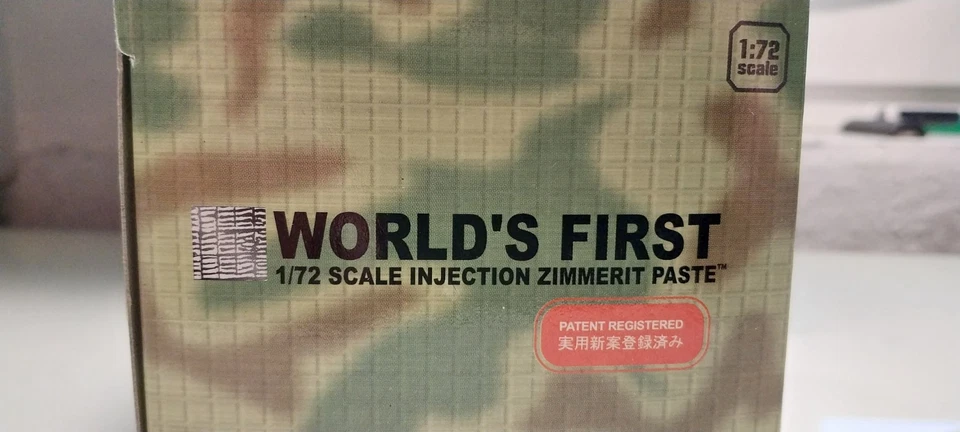 1:72
scale
WORLD'S FIRST
1/72 SCALE INJECTION ZIMMERIT PASTE™
PATENT REGISTERED
実用新案登録済み